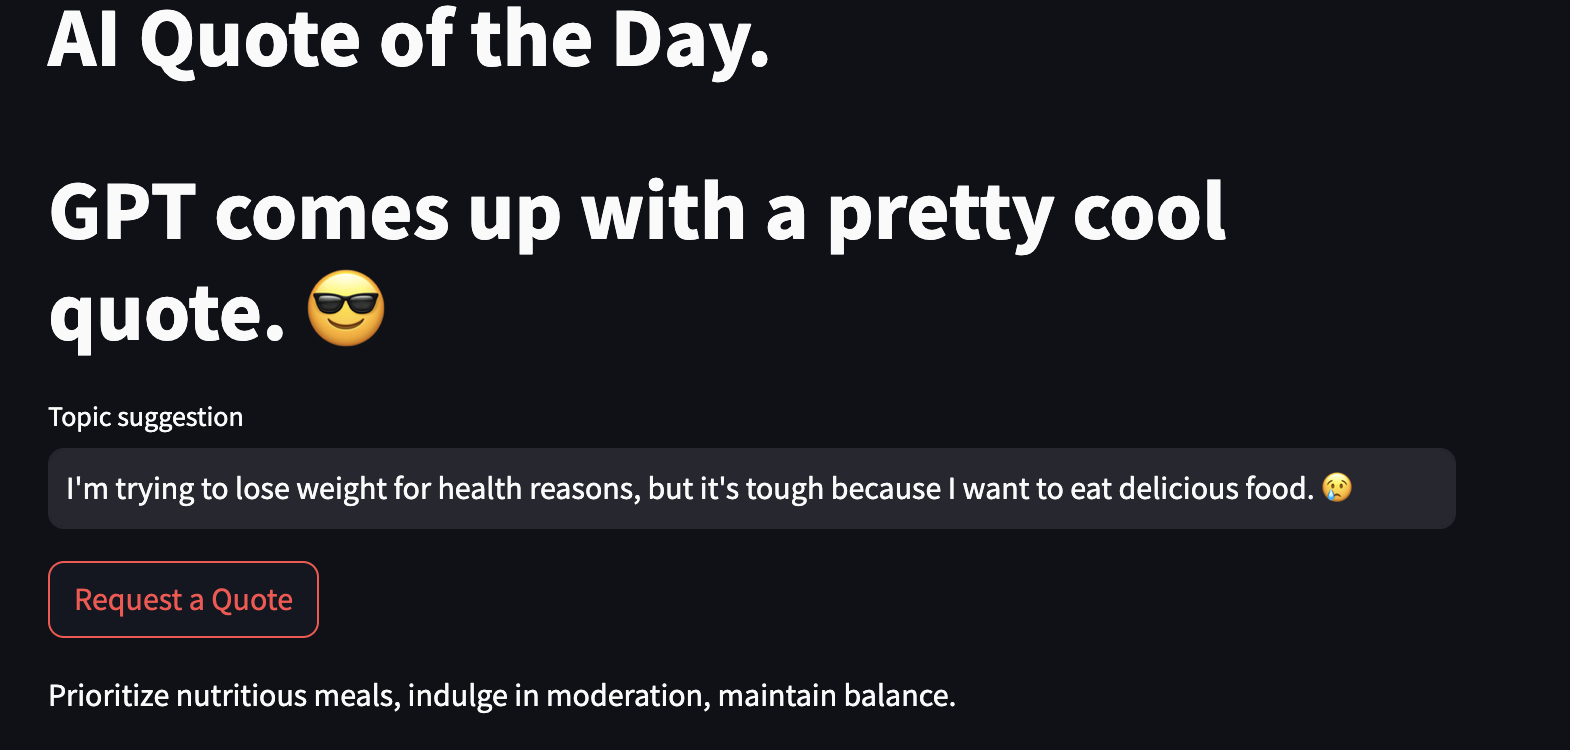 AI Quote of the Day.
GPT comes up with a pretty cool
quote. 😎
Topic suggestion
I'm trying to lose weight for health reasons, but it's tough because I want to eat delicious food. 😢
Request a Quote
Prioritize nutritious meals, indulge in moderation, maintain balance.